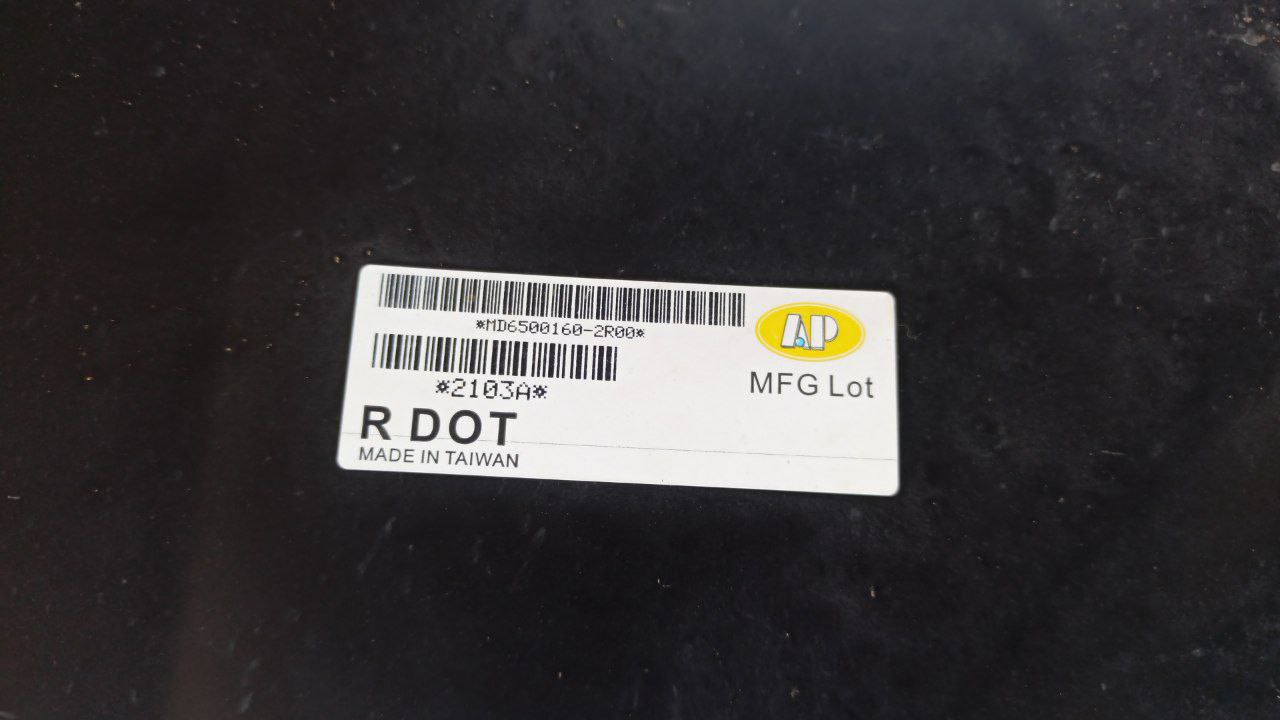 *MD6500160-2R00*
*2103A*
R DOT
MADE IN TAIWAN
AP
MFG Lot